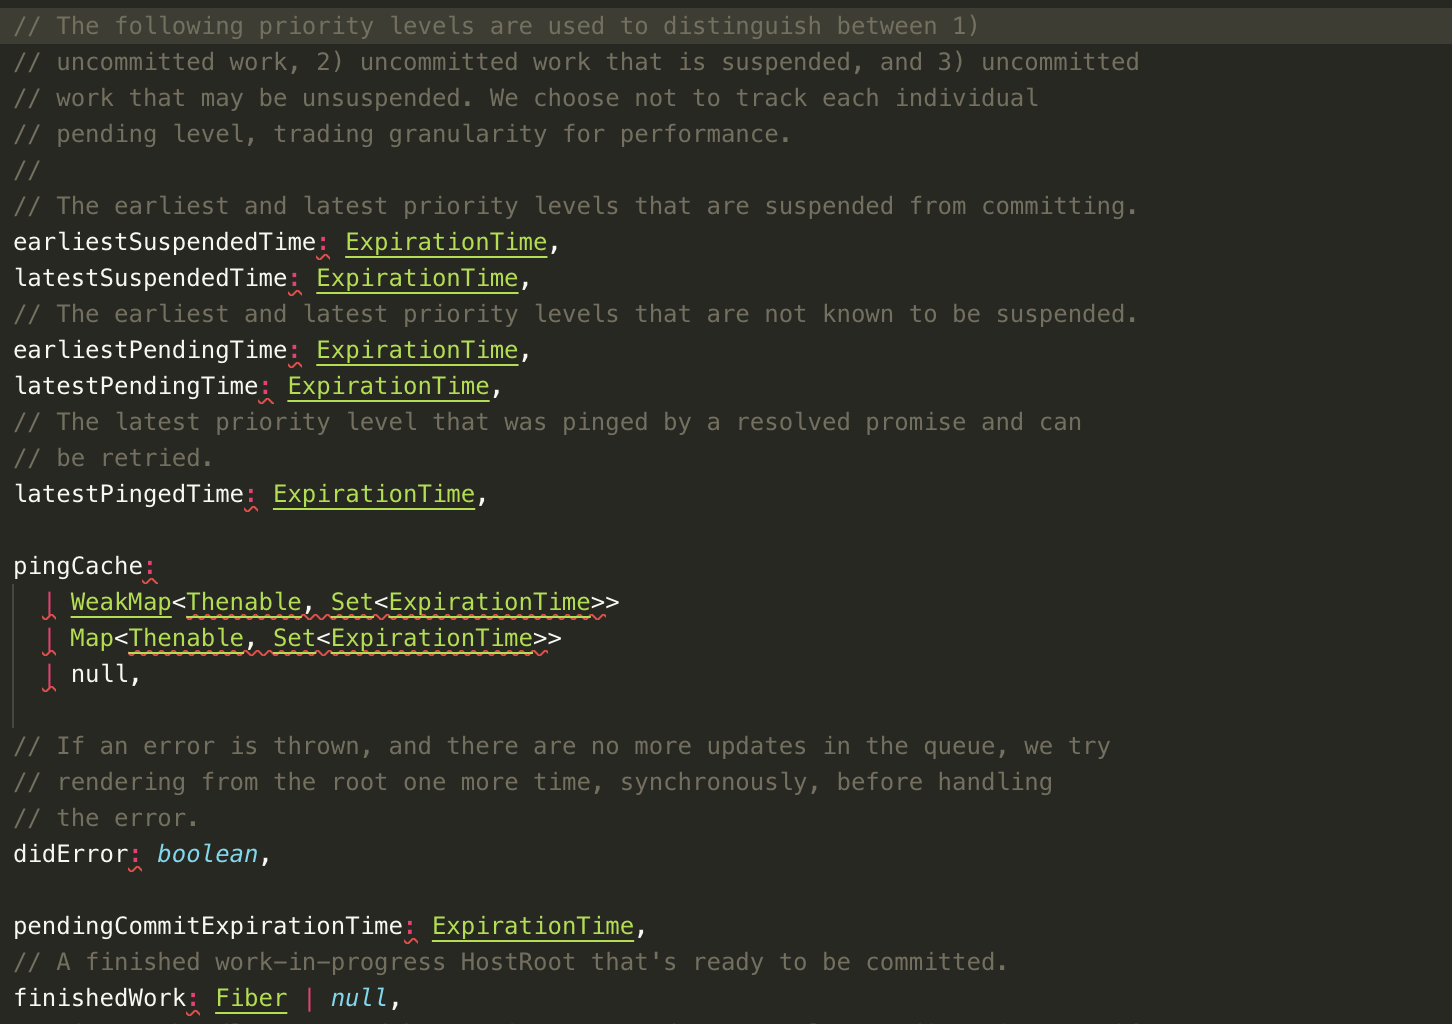 // The following priority levels are used to distinguish between 1)
// uncommitted work, 2) uncommitted work that is suspended, and 3) uncommitted
// work that may be unsuspended. We choose not to track each individual
// pending level, trading granularity for performance.
//
// The earliest and latest priority levels that are suspended from committing.
earliestSuspendedTime: ExpirationTime,
latestSuspendedTime: ExpirationTime,
// The earliest and latest priority levels that are not known to be suspended.
earliestPendingTime: ExpirationTime,
latestPendingTime: ExpirationTime,
// The latest priority level that was pinged by a resolved promise and can
// be retried.
latestPingedTime: ExpirationTime,
pingCache:
| WeakMap<Thenable, Set<ExpirationTime>>
| Map<Thenable, Set<ExpirationTime>>
| null,
// If an error is thrown, and there are no more updates in the queue, we try
// rendering from the root one more time, synchronously, before handling
// the error.
didError: boolean,
pendingCommitExpirationTime: ExpirationTime,
// A finished work-in-progress HostRoot that's ready to be committed.
finishedWork: Fiber | null,